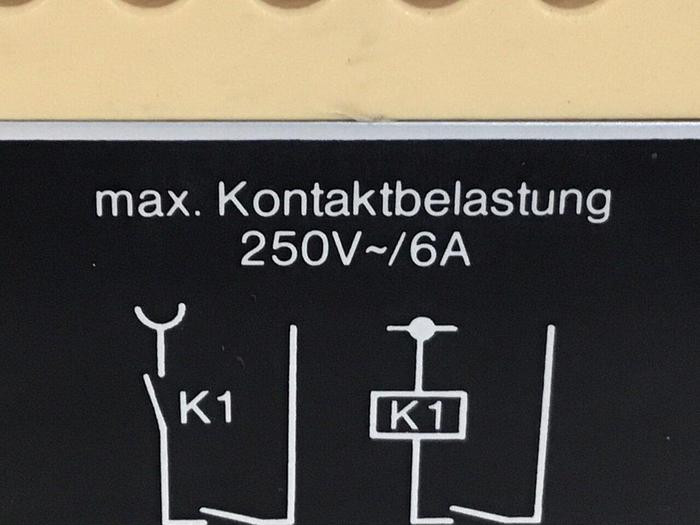 max. Kontaktbelastung
250V~/6A
K1 K1